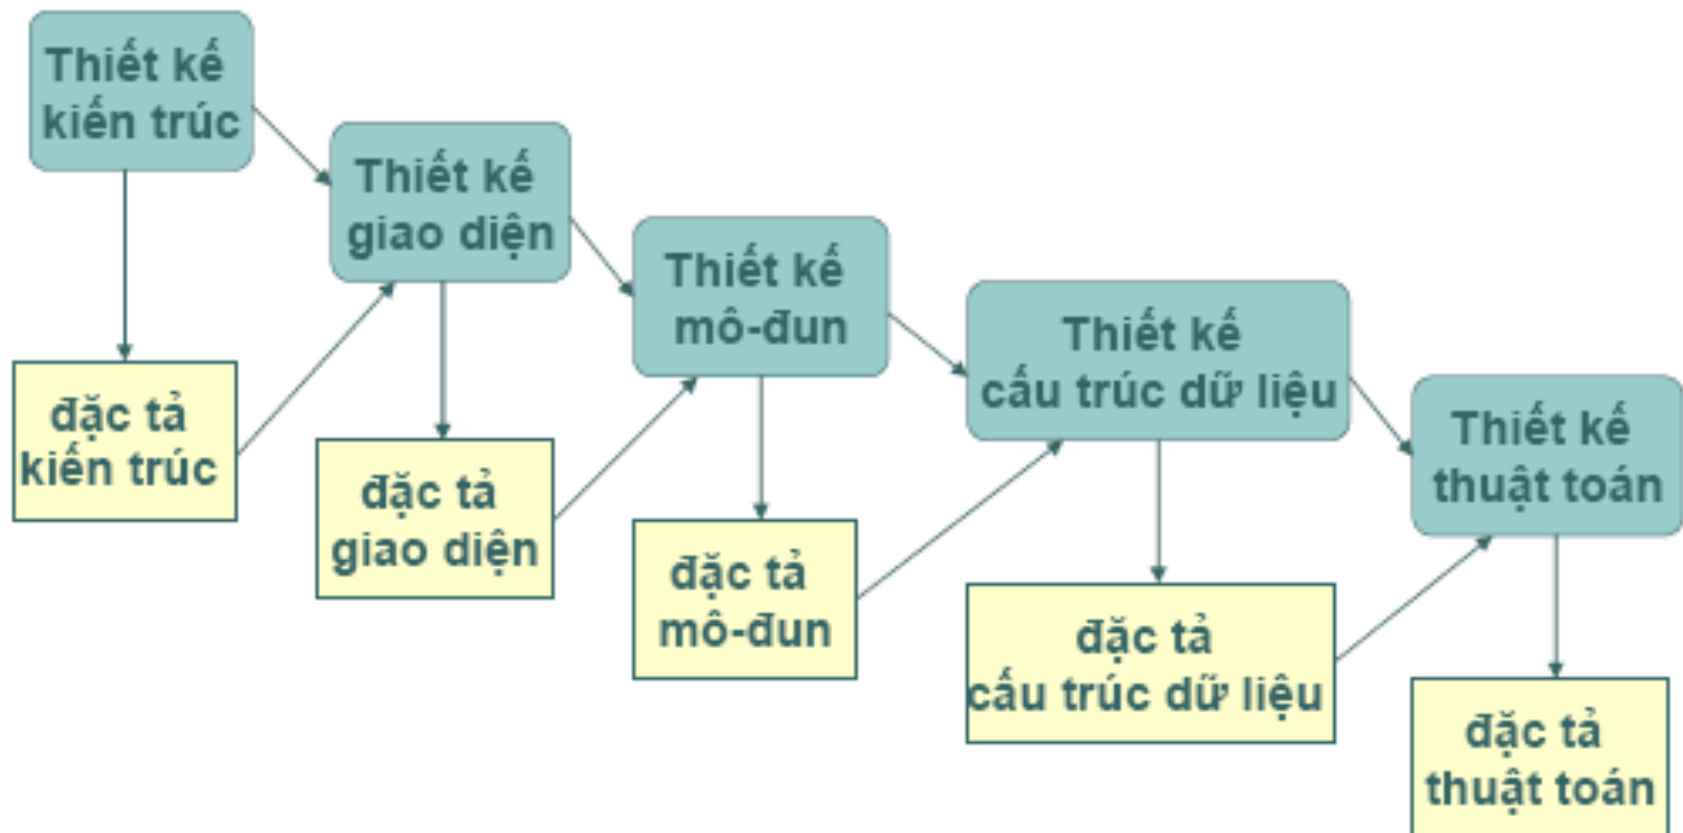 Thiết kế
kiến trúc
Thiết kế
giao diện
Thiết kế
mô-đun
Thiết kế
cấu trúc dữ liệu
Thiết kế
thuật toán
đặc tả
kiến trúc
đặc tả
giao diện
đặc tả
mô-đun
đặc tả
cấu trúc dữ liệu
đặc tả
thuật toán